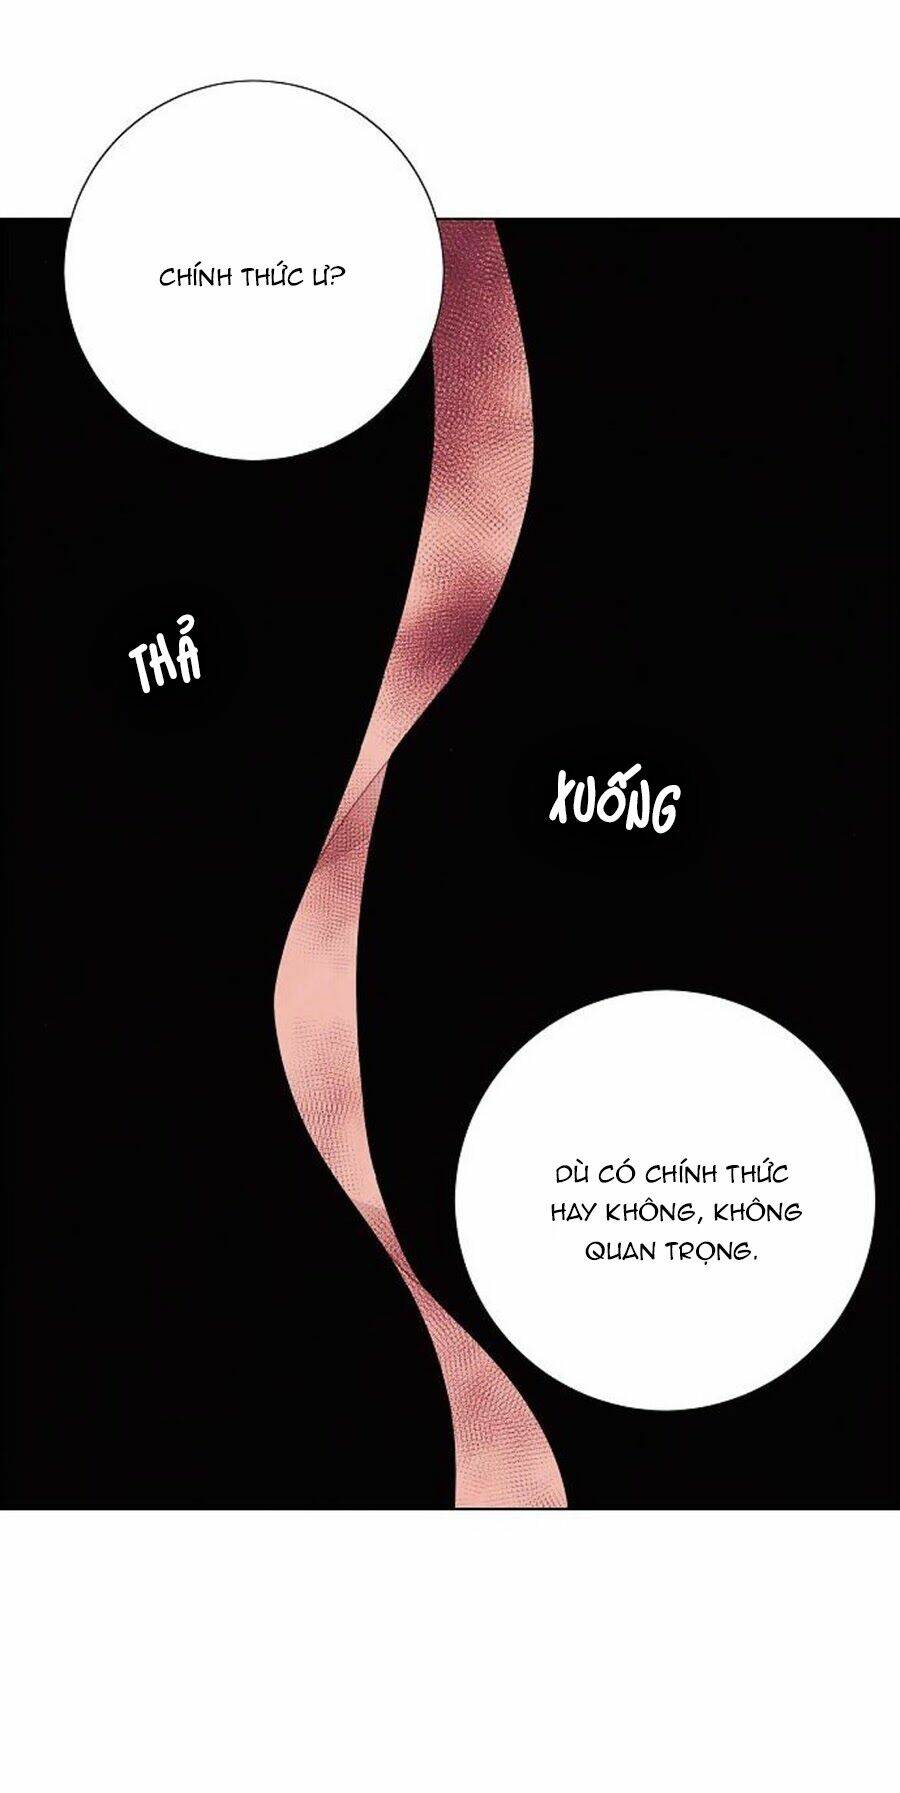 CHÍNH THỨC Ư?
THẢ
XUỐNG
DÙ CÓ CHÍNH THỨC
HAY KHÔNG, KHÔNG
QUAN TRỌNG.